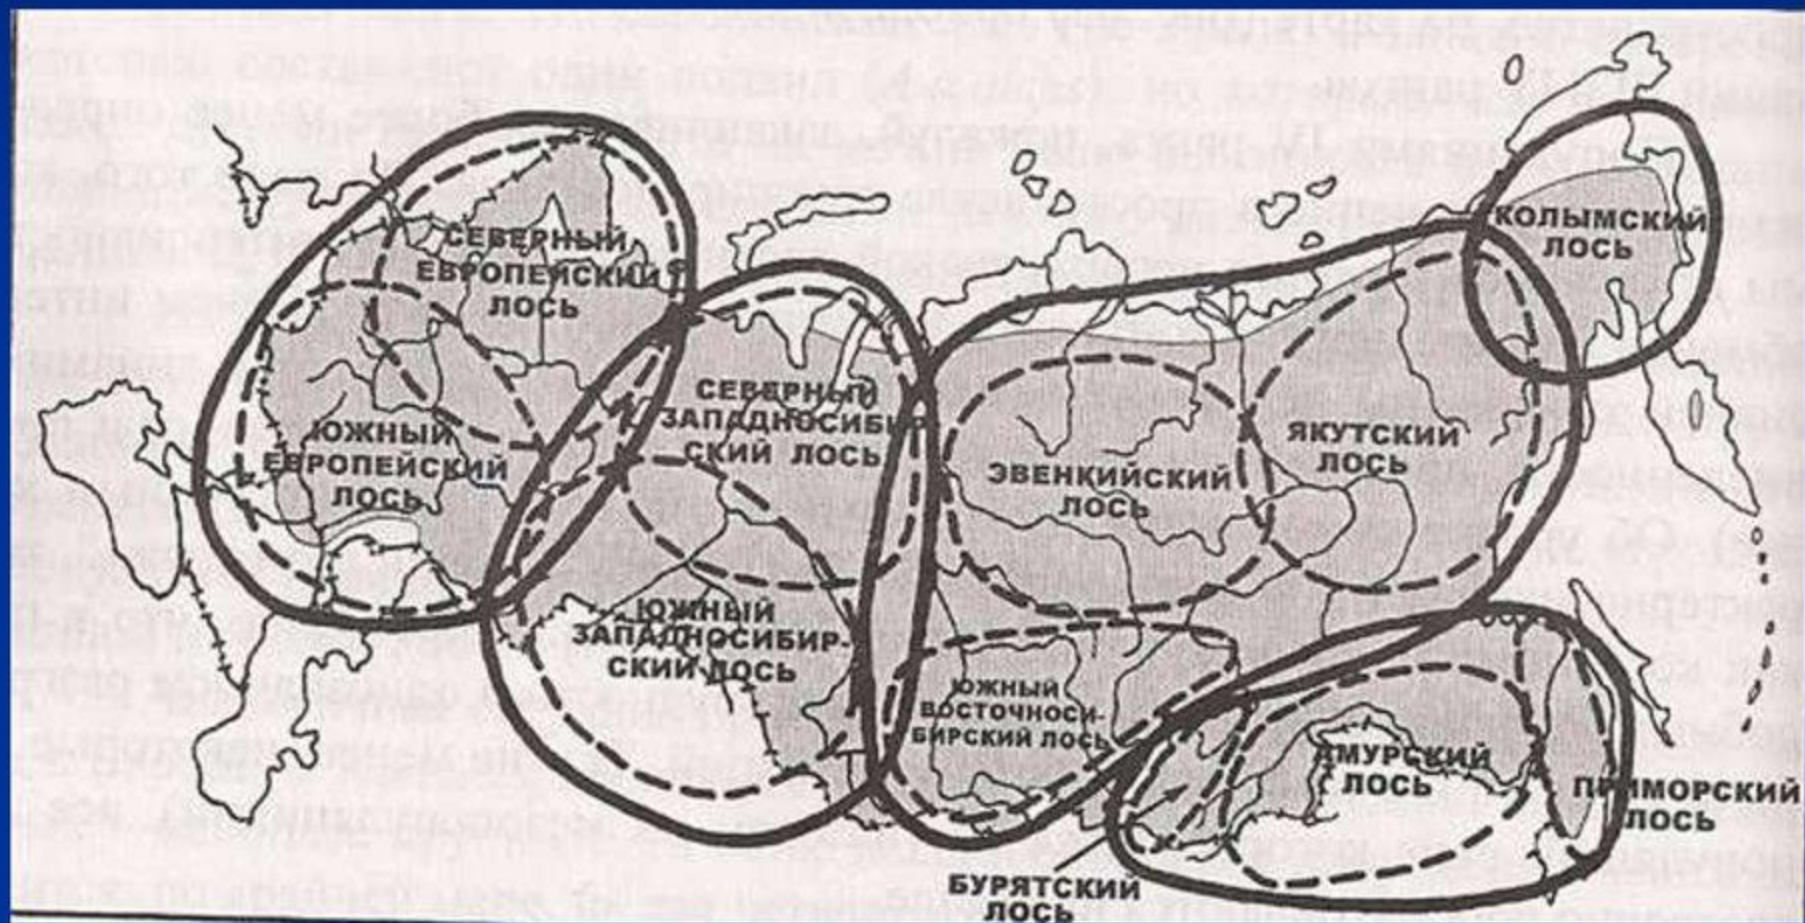 СЕВЕРНЫЙ
ЕВРОПЕЙСКИЙ
ЛОСЬ
ЮЖНЫЙ
ЕВРОПЕЙСКИЙ
ЛОСЬ
СЕВЕРНЫЙ
ЗАПАДНОСИБИР
СКИЙ ЛОСЬ
ЮЖНЫЙ
ЗАПАДНОСИБИР-
СКИЙ ЛОСЬ
ЭВЕНКИЙСКИЙ
ЛОСЬ
ЯКУТСКИЙ
ЛОСЬ
КОЛЫМСКИЙ
ЛОСЬ
ЮЖНЫЙ
ВОСТОЧНОСИ-
БИРСКИЙ ЛОСЬ
АМУРСКИЙ
ЛОСЬ
ПРИМОРСКИЙ
ЛОСЬ
БУРЯТСКИЙ
ЛОСЬ